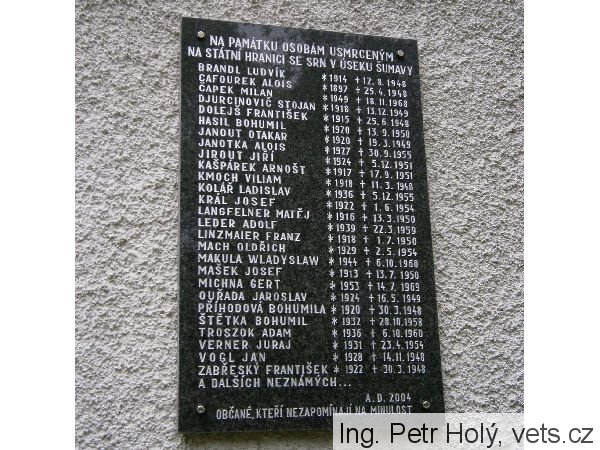 NA PAMÁTKU OSOBÁM USMRCENÝM
NA STÁTNÍ HRANICI SE SRN V ÚSEKU ŠUMAVY
BRANDL LUDVÍK * 1914 + 12. 8. 1948
CAFOUREK ALOIS * 1897 + 25. 4. 1948
ČAPEK MILAN * 1949 + 18. 11. 1968
DJURCINOVIČ STOJAN * 1918 + 13. 12. 1949
DOLEJŠ FRANTIŠEK * 1915 + 25. 6. 1948
HASIL BOHUMIL * 1920 + 13. 9. 1950
JANOUT OTAKAR * 1920 + 19. 3. 1949
JANOTKA ALOIS * 1927 + 30. 9. 1955
JIROUT JIŘÍ * 1924 + 5. 12. 1951
KAŠPÁREK ARNOŠT * 1917 + 17. 9. 1951
KMOCH VILIAM * 1918 + 11. 3. 1948
KOLÁŘ LADISLAV * 1936 + 5. 12. 1955
KRÁL JOSEF * 1922 + 1. 6. 1954
LANGFELNER MATĚJ * 1916 + 13. 3. 1950
LEDER ADOLF * 1939 + 22. 3. 1959
LINZMAIER FRANZ * 1918 + 1. 7. 1950
MACH OLDŘICH * 1929 + 2. 5. 1954
MAKULA WLADYSLAW * 1944 + 6. 10. 1960
MAŠEK JOSEF * 1913 + 13. 7. 1950
MICHNA GERT * 1953 + 14. 7. 1969
OUŘADA JAROSLAV * 1924 + 16. 5. 1949
PŘÍHODOVÁ BOHUMILA * 1920 + 30. 3. 1948
ŠTĚTKA BOHUMIL * 1932 + 28. 10. 1958
TROSZOK ADAM * 1936 + 6. 10. 1960
VERNER JURAJ * 1931 + 23. 4. 1954
VOGL JAN * 1928 + 14. 11. 1948
ZABŘESKÝ FRANTIŠEK * 1922 + 30. 3. 1948
A DALŠÍCH NEZNÁMÝCH...
A. D. 2004
OBČANÉ, KTEŘÍ NEZAPOMÍNAJÍ NA MINULOST
Ing. Petr Holý, vets.cz